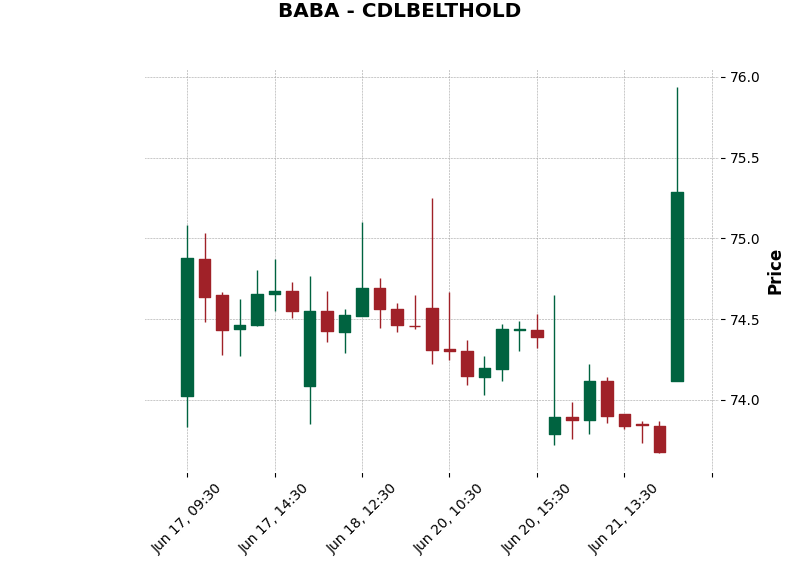 BABA - CDLBELTHOLD
76.0
75.5
75.0
74.5
74.0
Price
Jun 17, 09:30
Jun 17, 14:30
Jun 18, 12:30
Jun 20, 10:30
Jun 20, 15:30
Jun 21, 13:30